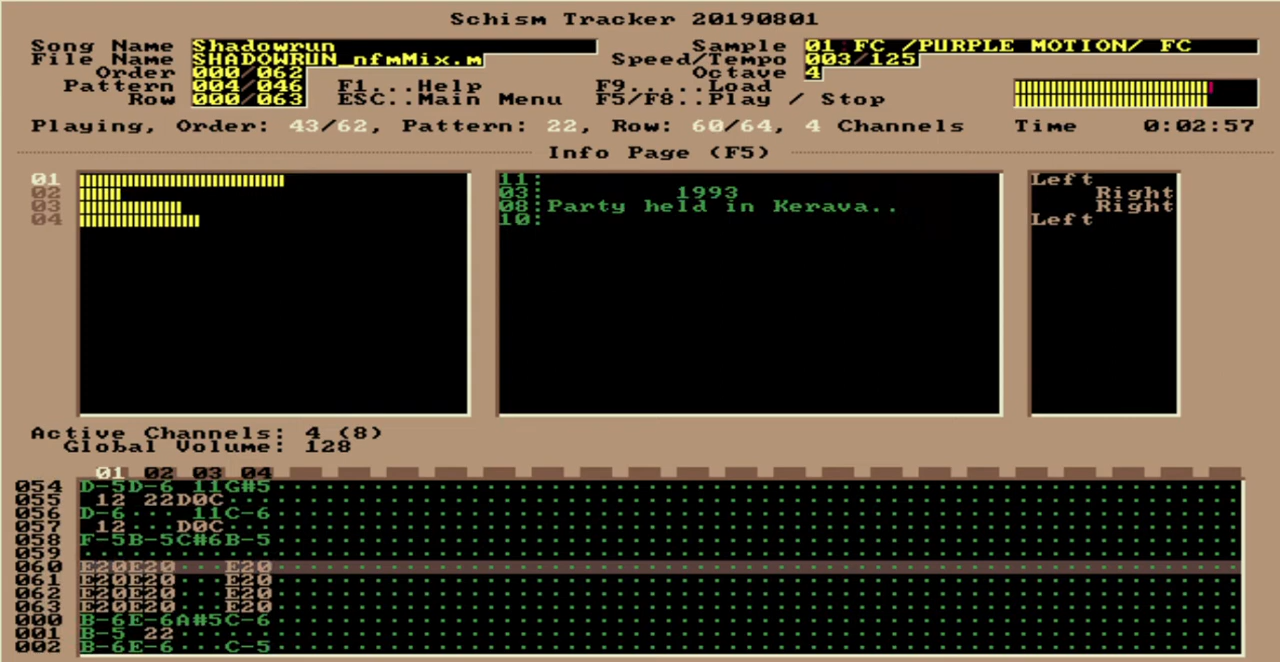 Schism Tracker 20190801
Song Name Shadowrun Sample 01 FC /PURPLE MOTION/ FC
File Name SHADOWRUN_nfmMix.m Speed/Tempo 003/125
Order 000/062 Octave 4
Pattern 004/046 F1...Help F9.....Load
Row 000/063 ESC..Main Menu F5/F8..Play / Stop
Playing, Order: 43/62, Pattern: 22, Row: 60/64, 4 Channels Time 0:02:57
Info Page (F5)
01 11: Left
02 03: 1993 Right
03 08:Party held in Kerava.. Right
04 10: Left
Active Channels: 4 (8)
Global Volume: 128
01 02 03 04
054 D-5D-6 11G#5
055 12 22D0C...
056 D-6... 11C-6
057 12...D0C...
058 F-5B-5C#6B-5
059 ............
060 E20E20...E20
061 E20E20...E20
062 E20E20...E20
063 E20E20...E20
000 B-6E-6A#5C-6
001 B-5 22......
002 B-6E-6...C-5